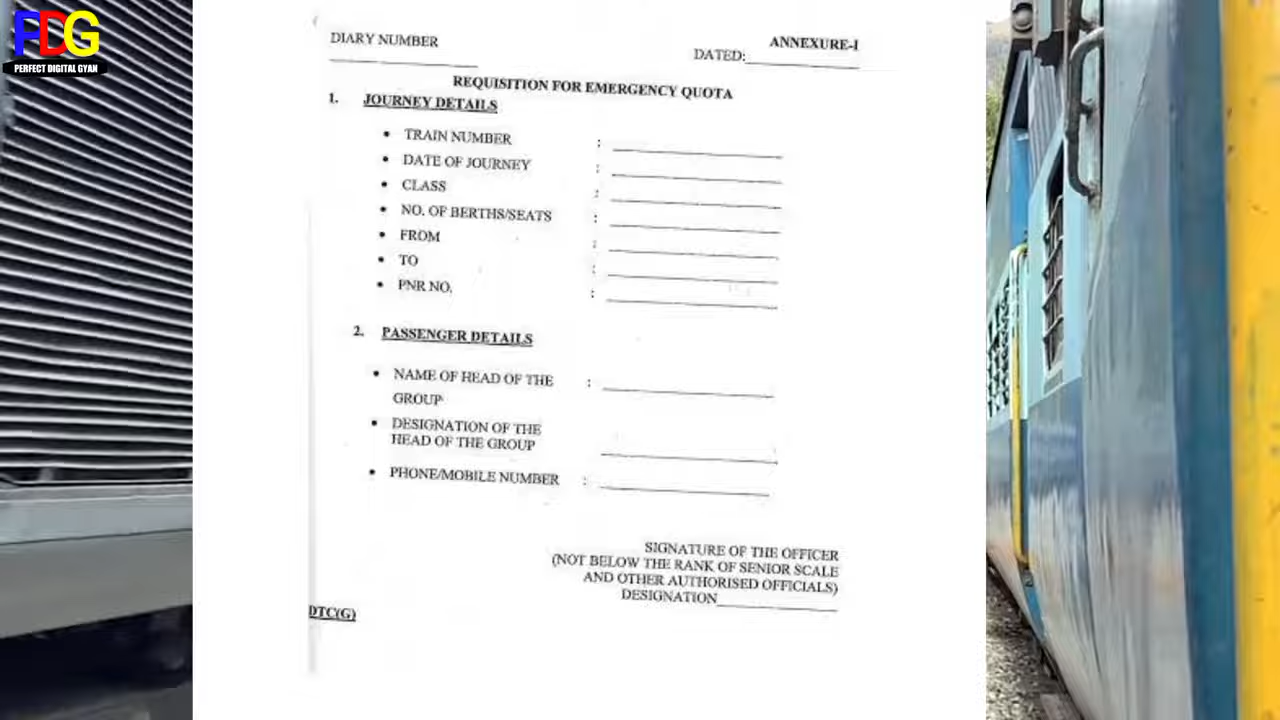 PDG
PERFECT DIGITAL GYAN
DIARY NUMBER
ANNEXURE-I
DATED:
REQUISITION FOR EMERGENCY QUOTA
1. JOURNEY DETAILS
• TRAIN NUMBER :
• DATE OF JOURNEY :
• CLASS :
• NO. OF BERTHS/SEATS :
• FROM :
• TO :
• PNR NO. :
2. PASSENGER DETAILS
• NAME OF HEAD OF THE :
GROUP
• DESIGNATION OF THE
HEAD OF THE GROUP
• PHONE/MOBILE NUMBER :
SIGNATURE OF THE OFFICER
(NOT BELOW THE RANK OF SENIOR SCALE
AND OTHER AUTHORISED OFFICIALS)
DESIGNATION
DTC(G)